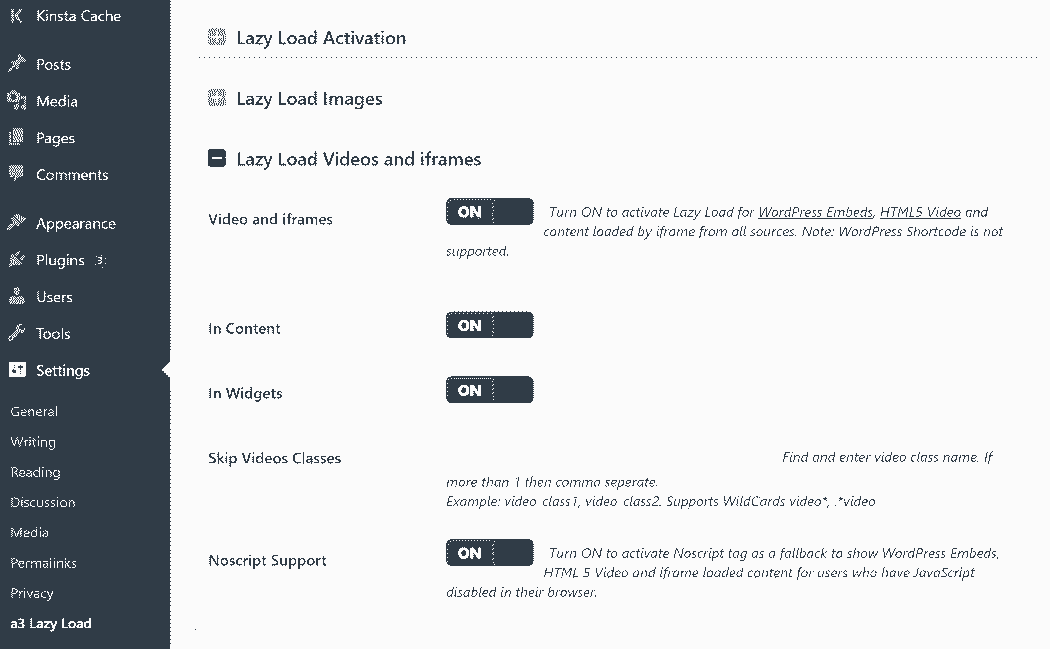 Kinsta Cache
Posts
Media
Pages
Comments
Appearance
Plugins 3
Users
Tools
Settings
General
Writing
Reading
Discussion
Media
Permalinks
Privacy
a3 Lazy Load
Lazy Load Activation
Lazy Load Images
Lazy Load Videos and iframes
Video and iframes
ON Turn ON to activate Lazy Load for WordPress Embeds, HTML5 Video and
content loaded by iframe from all sources. Note: WordPress Shortcode is not
supported.
In Content
ON
In Widgets
ON
Skip Videos Classes
Find and enter video class name. If
more than 1 then comma seperate.
Example: video-class1, video-class2. Supports WildCards video*, .*video
Noscript Support
ON Turn ON to activate Noscript tag as a fallback to show WordPress Embeds,
HTML 5 Video and iframe loaded content for users who have JavaScript
disabled in their browser.